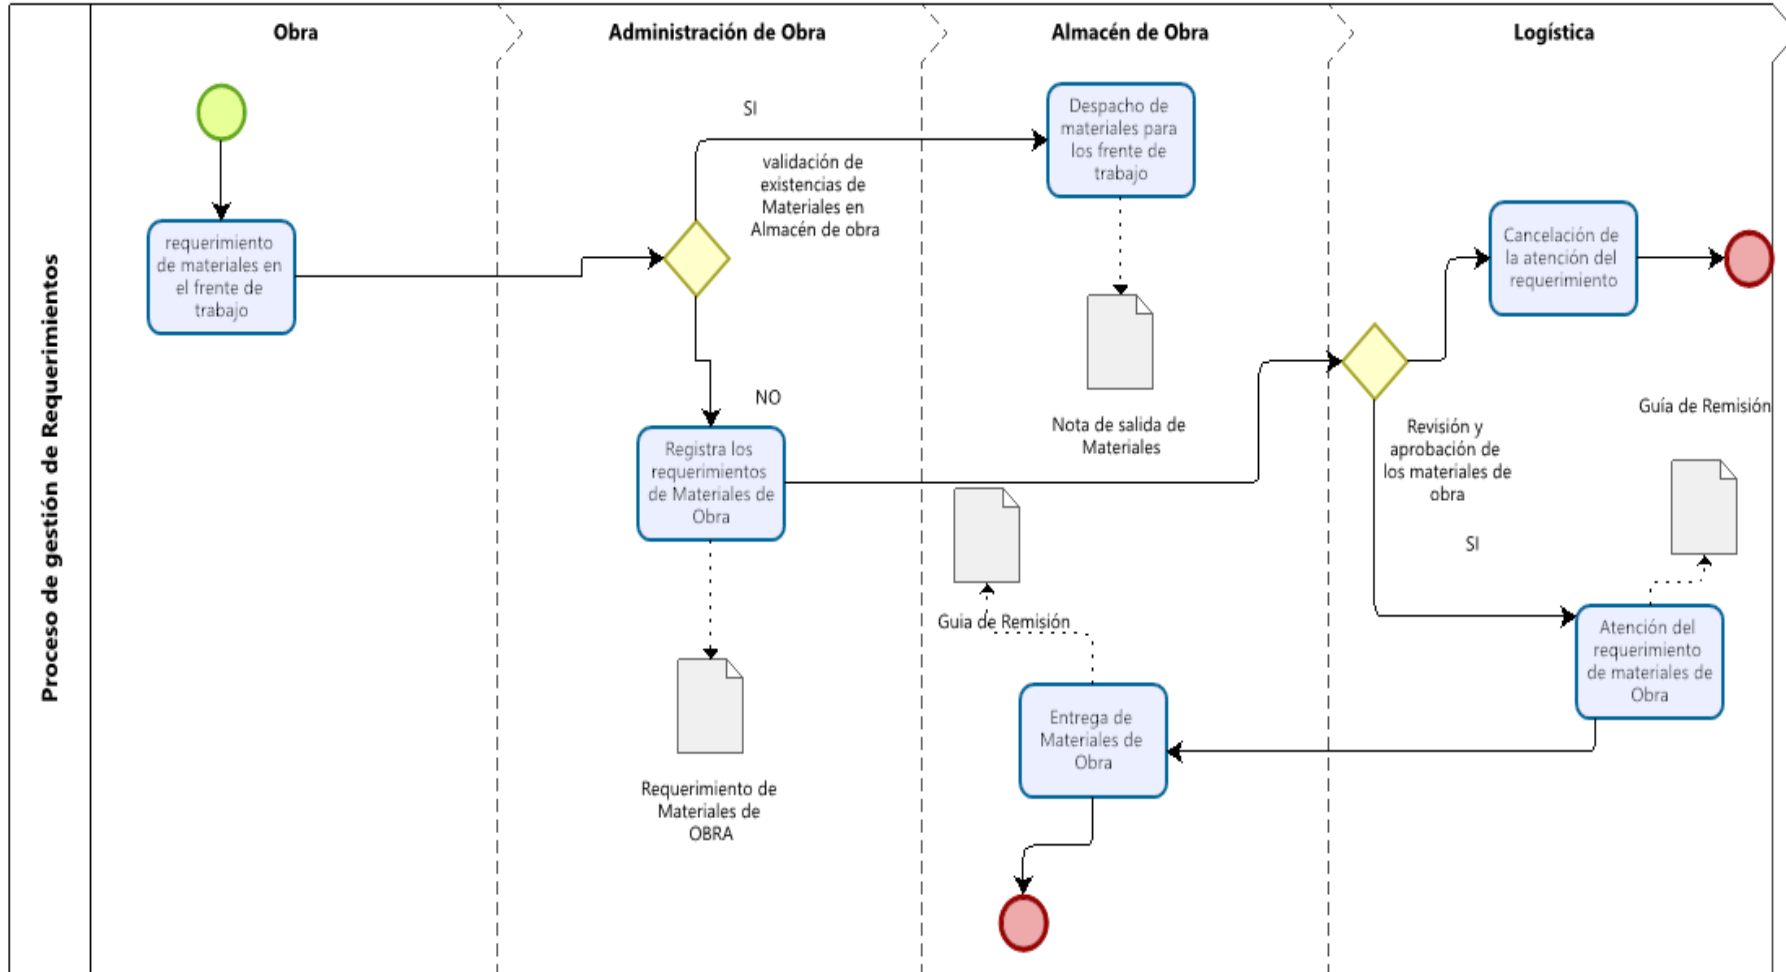 Proceso de gestión de Requerimientos
Obra
Administración de Obra
Almacén de Obra
Logística
requerimiento
de materiales en
el frente de
trabajo
SI
validación de
existencias de
Materiales en
Almacén de obra
NO
Registra los
requerimientos
de Materiales de
Obra
Requerimiento de
Materiales de
OBRA
Despacho de
materiales para
los frente de
trabajo
Nota de salida de
Materiales
Guia de Remisión
Entrega de
Materiales de
Obra
Cancelación de
la atención del
requerimiento
Revisión y
aprobación de
los materiales de
obra
SI
Guía de Remisión
Atención del
requerimiento
de materiales de
Obra